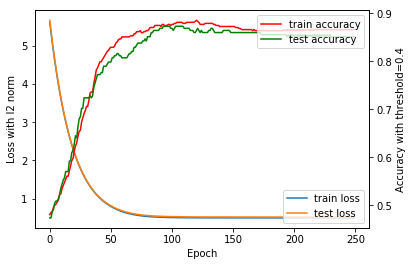 train accuracy
test accuracy
train loss
test loss
Loss with l2 norm
5
4
3
2
1
Accuracy with threshold=0.4
0.9
0.8
0.7
0.6
0.5
0
50
100
150
200
250
Epoch